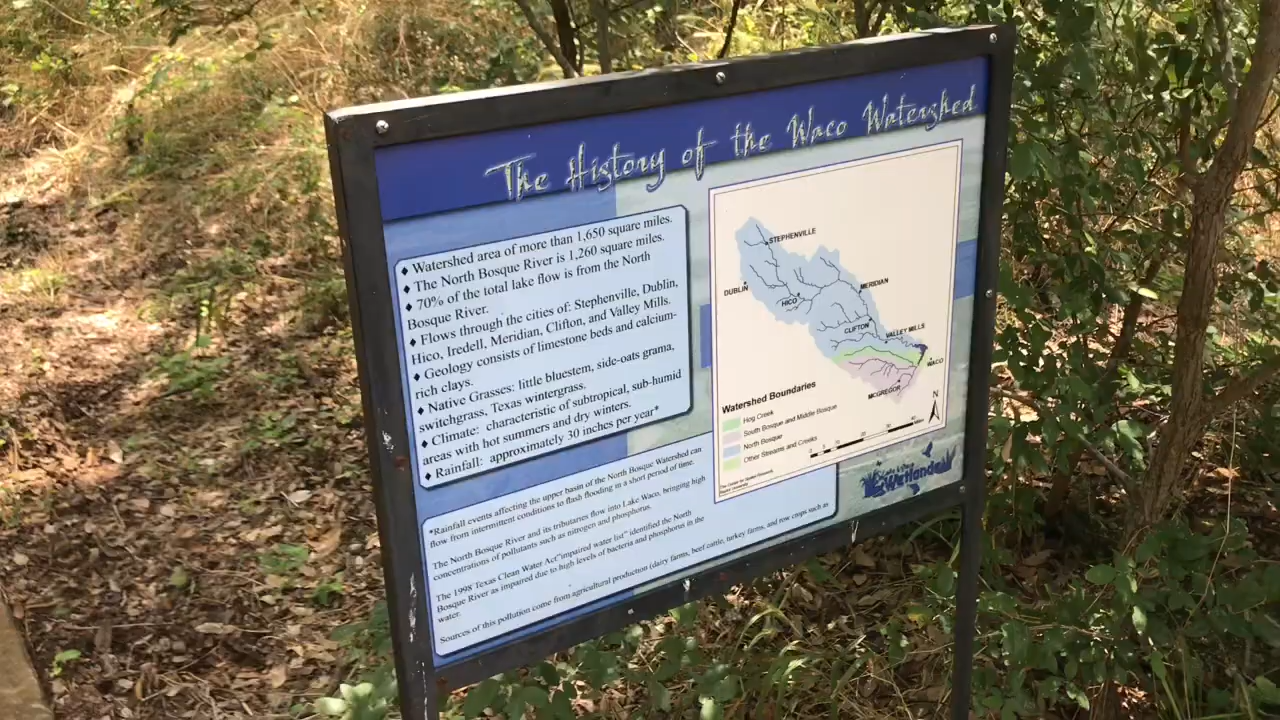 The History of the Waco Watershed
♦ Watershed area of more than 1,650 square miles.
♦ The North Bosque River is 1,260 square miles.
♦ 70% of the total lake flow is from the North
Bosque River.
♦ Flows through the cities of: Stephenville, Dublin,
Hico, Iredell, Meridian, Clifton, and Valley Mills.
♦ Geology consists of limestone beds and calcium-
rich clays.
♦ Native Grasses: little bluestem, side-oats grama,
switchgrass, Texas wintergrass.
♦ Climate: characteristic of subtropical, sub-humid
areas with hot summers and dry winters.
♦ Rainfall: approximately 30 inches per year*
*Rainfall events affecting the upper basin of the North Bosque Watershed can
flow from intermittent conditions to flash flooding in a short period of time.
The North Bosque River and its tributaries flow into Lake Waco, bringing high
concentrations of pollutants such as nitrogen and phosphorus.
The 1998 Texas Clean Water Act "impaired water list" identified the North
Bosque River as impaired due to high levels of bacteria and phosphorus in the
water.
Sources of this pollution come from agricultural production (dairy farms, beef cattle, turkey farms, and row crops such as
STEPHENVILLE
DUBLIN
HICO
MERIDIAN
CLIFTON
VALLEY MILLS
WACO
MCGREGOR
Watershed Boundaries
Hog Creek
South Bosque and Middle Bosque
North Bosque
Other Streams and Creeks
N
Lake Waco
Wetlands